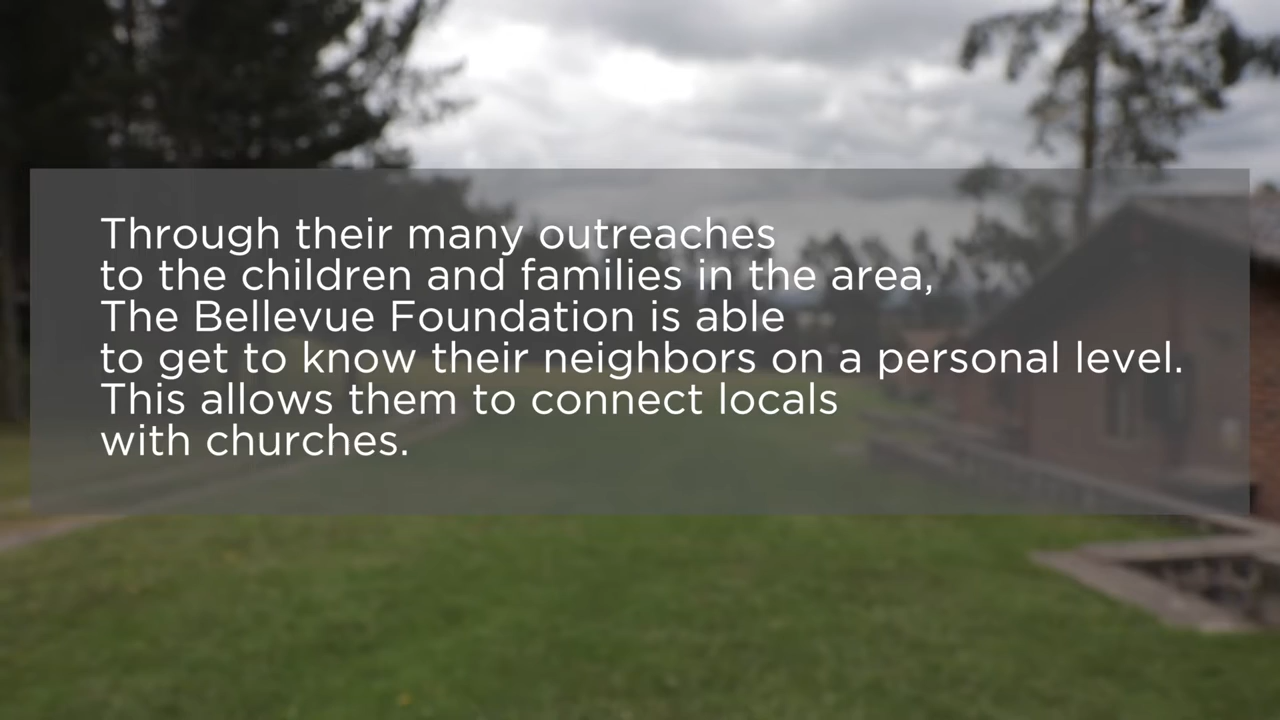 Through their many outreaches
to the children and families in the area,
The Bellevue Foundation is able
to get to know their neighbors on a personal level.
This allows them to connect locals
with churches.